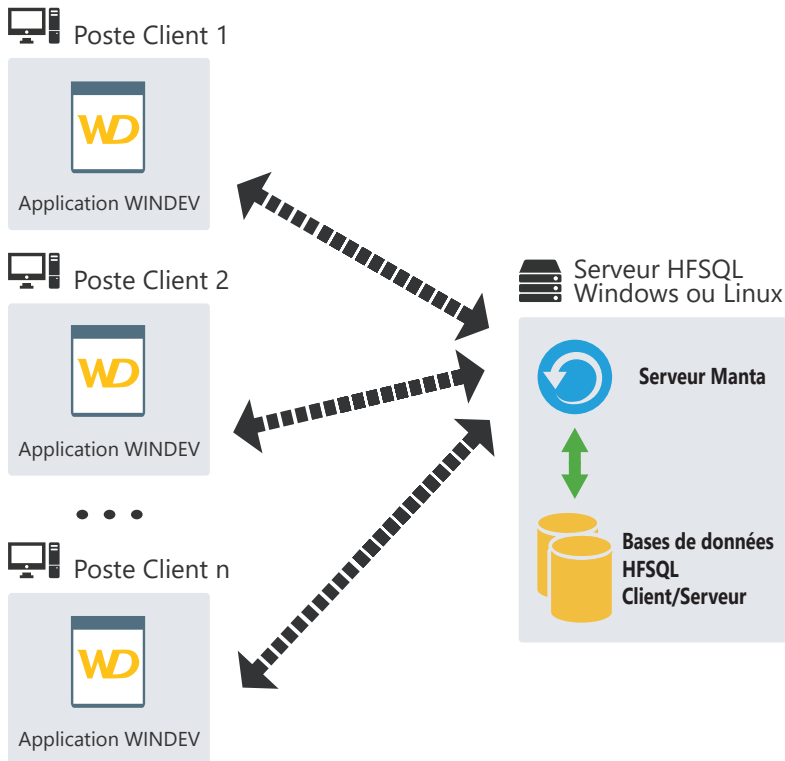 Poste Client 1
WD
Application WINDEV
Poste Client 2
WD
Application WINDEV
Poste Client n
WD
Application WINDEV
Serveur HFSQL
Windows ou Linux
Serveur Manta
Bases de données
HFSQL
Client/Serveur